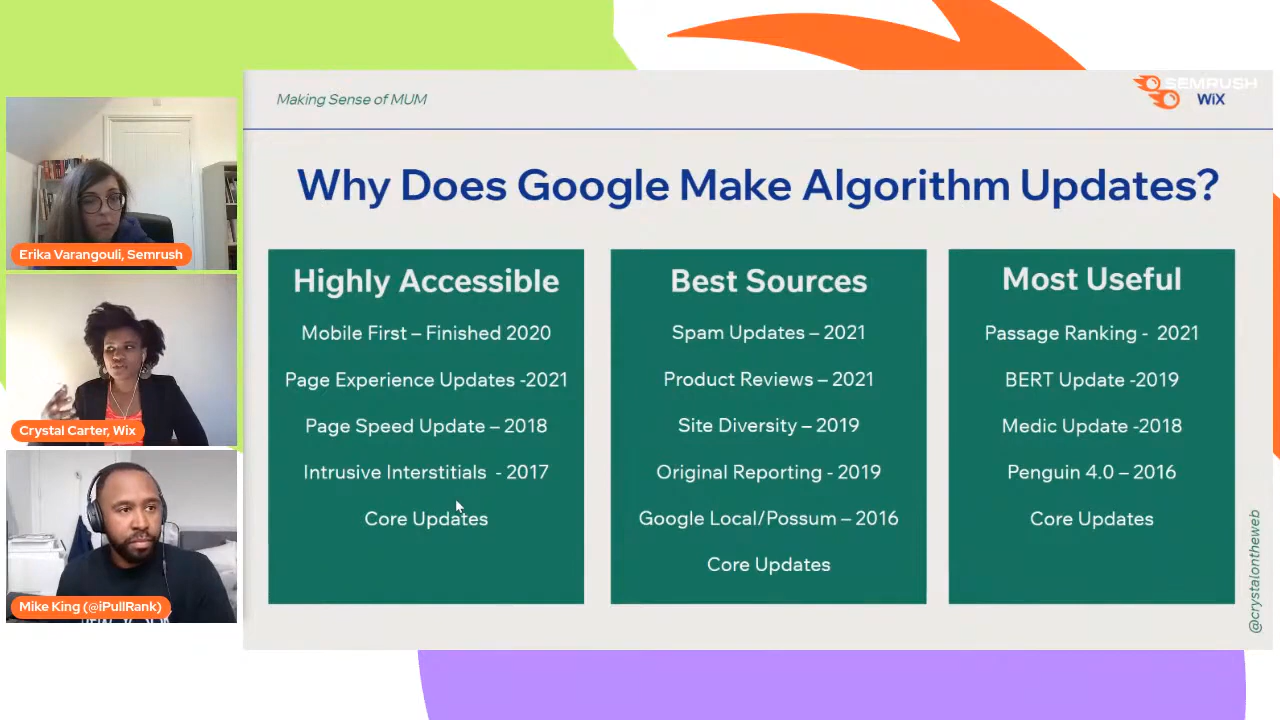 Making Sense of MUM
SEMRUSH
WiX
Why Does Google Make Algorithm Updates?
Highly Accessible
Mobile First – Finished 2020
Page Experience Updates -2021
Page Speed Update – 2018
Intrusive Interstitials - 2017
Core Updates
Best Sources
Spam Updates – 2021
Product Reviews – 2021
Site Diversity – 2019
Original Reporting - 2019
Google Local/Possum – 2016
Core Updates
Most Useful
Passage Ranking - 2021
BERT Update -2019
Medic Update -2018
Penguin 4.0 – 2016
Core Updates
@crystalontheweb
Erika Varangouli, Semrush
Crystal Carter, Wix
Mike King (@iPullRank)